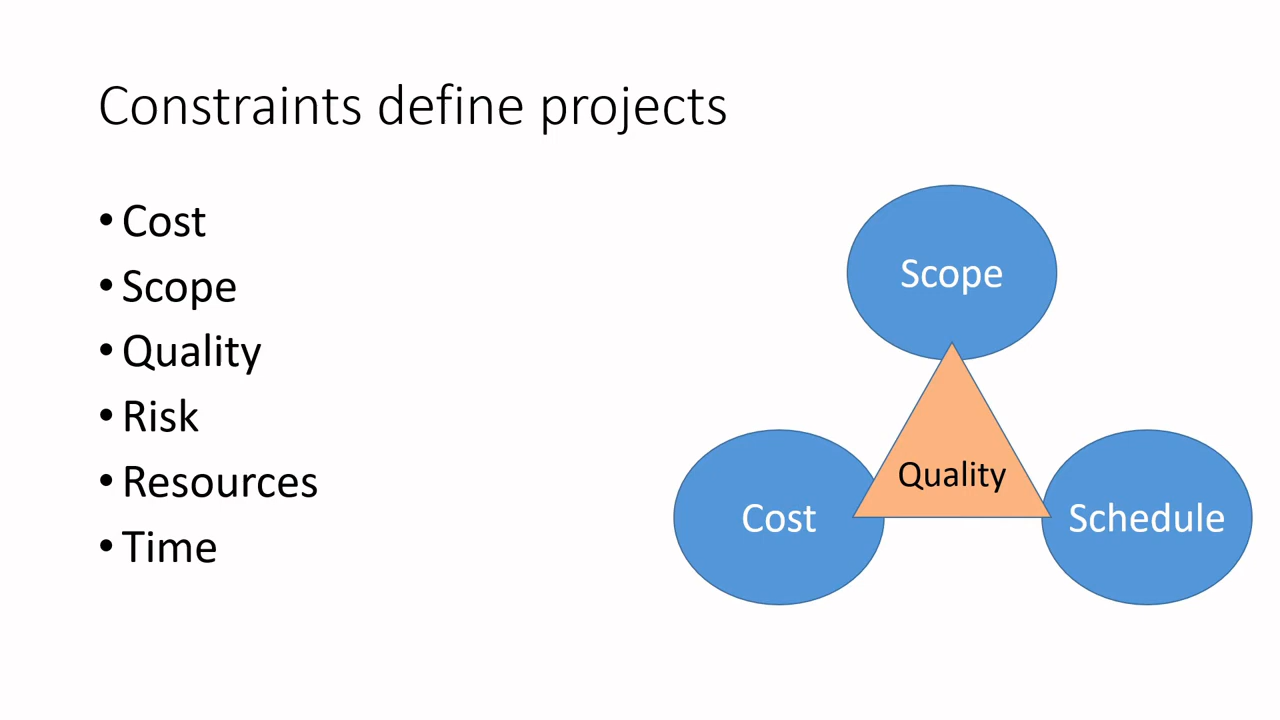 Constraints define projects
• Cost
• Scope
• Quality
• Risk
• Resources
• Time
Scope
Quality
Cost
Schedule